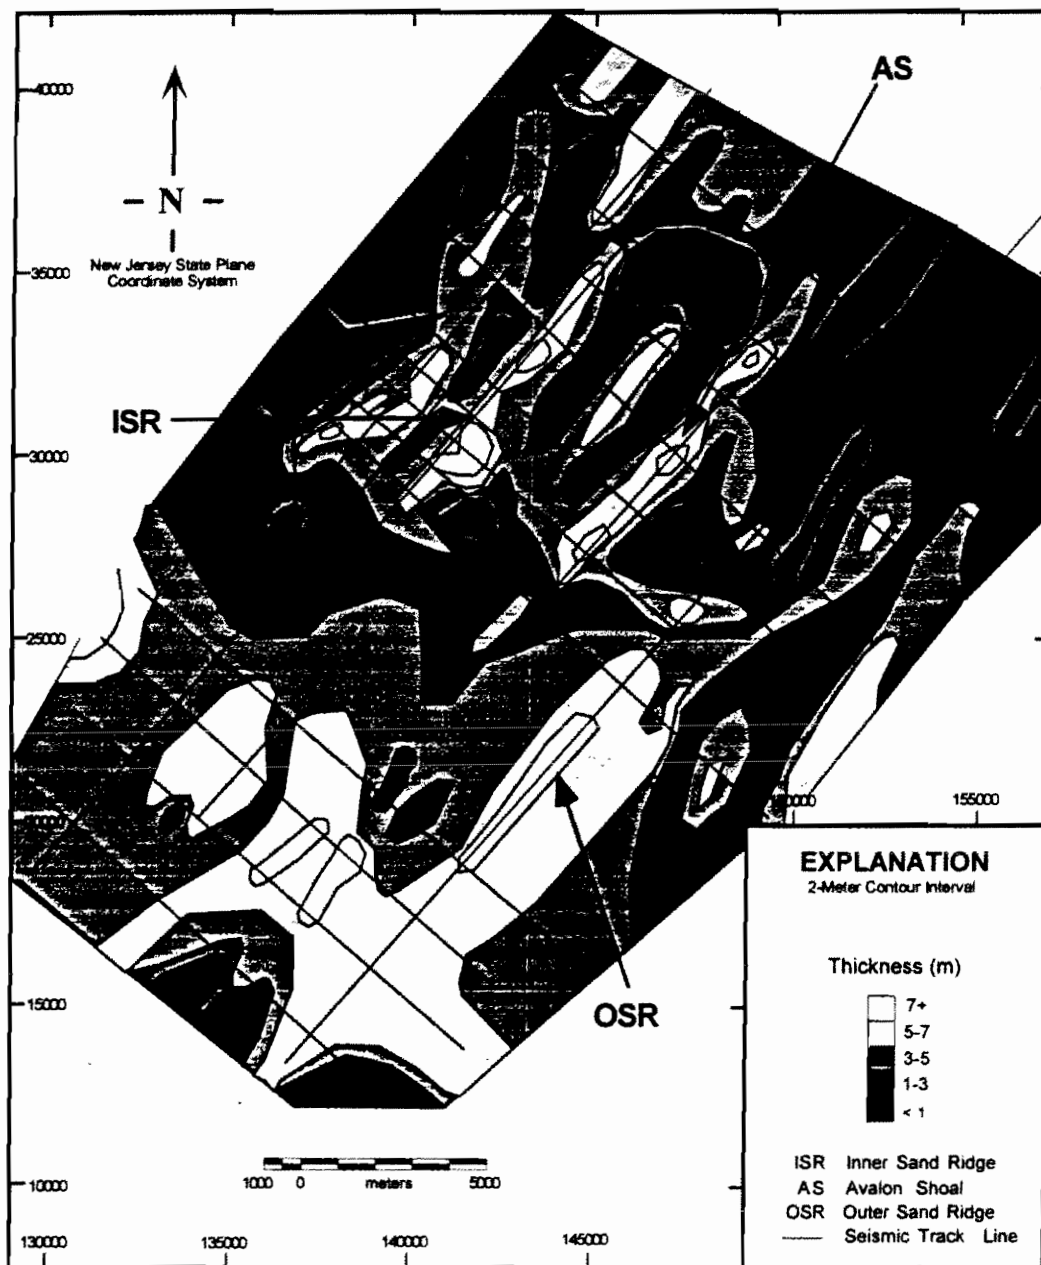 AS
40000
N
New Jersey State Plane
Coordinate System
35000
ISR
30000
25000
155000
EXPLANATION
2-Meter Contour Interval
Thickness (m)
7+
5-7
3-5
1-3
< 1
OSR
15000
ISR Inner Sand Ridge
AS Avalon Shoal
OSR Outer Sand Ridge
Seismic Track Line
1000 0 meters 5000
10000
130000 135000 140000 145000